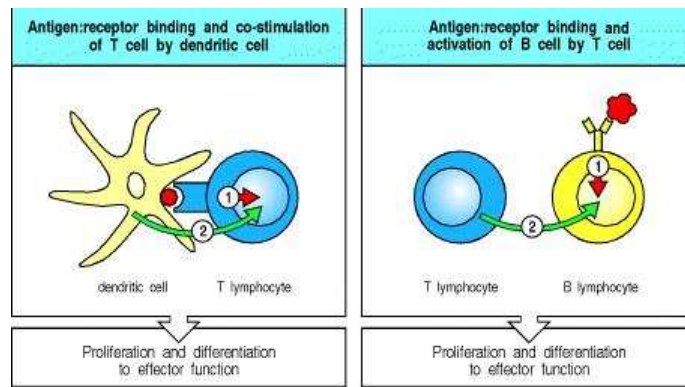 Antigen:receptor binding and co-stimulation
of T cell by dendritic cell
1
2
dendritic cell
T lymphocyte
Proliferation and differentiation
to effector function
Antigen:receptor binding and
activation of B cell by T cell
1
2
T lymphocyte
B lymphocyte
Proliferation and differentiation
to effector function